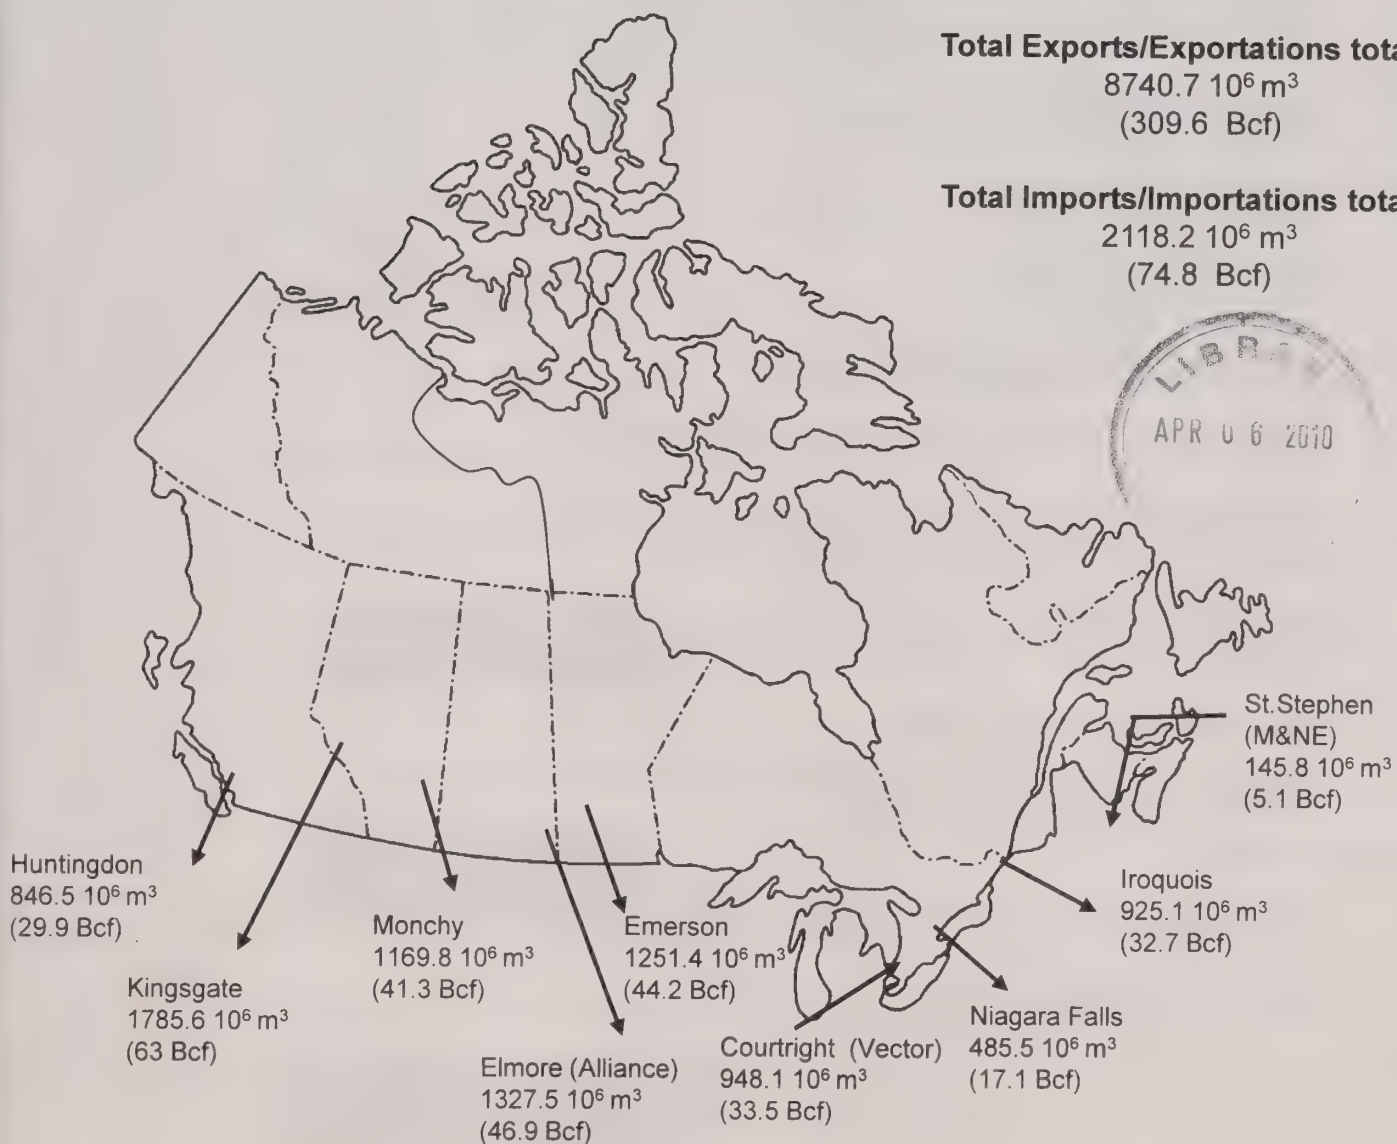 Total Exports/Exportations tota
8740.7 10⁶ m³
(309.6 Bcf)
Total Imports/Importations tota
2118.2 10⁶ m³
(74.8 Bcf)
APR 0 6 2010
St.Stephen
(M&NE)
145.8 10⁶ m³
(5.1 Bcf)
Huntingdon
846.5 10⁶ m³
(29.9 Bcf)
Kingsgate
1785.6 10⁶ m³
(63 Bcf)
Monchy
1169.8 10⁶ m³
(41.3 Bcf)
Elmore (Alliance)
1327.5 10⁶ m³
(46.9 Bcf)
Emerson
1251.4 10⁶ m³
(44.2 Bcf)
Courtright (Vector)
948.1 10⁶ m³
(33.5 Bcf)
Niagara Falls
485.5 10⁶ m³
(17.1 Bcf)
Iroquois
925.1 10⁶ m³
(32.7 Bcf)